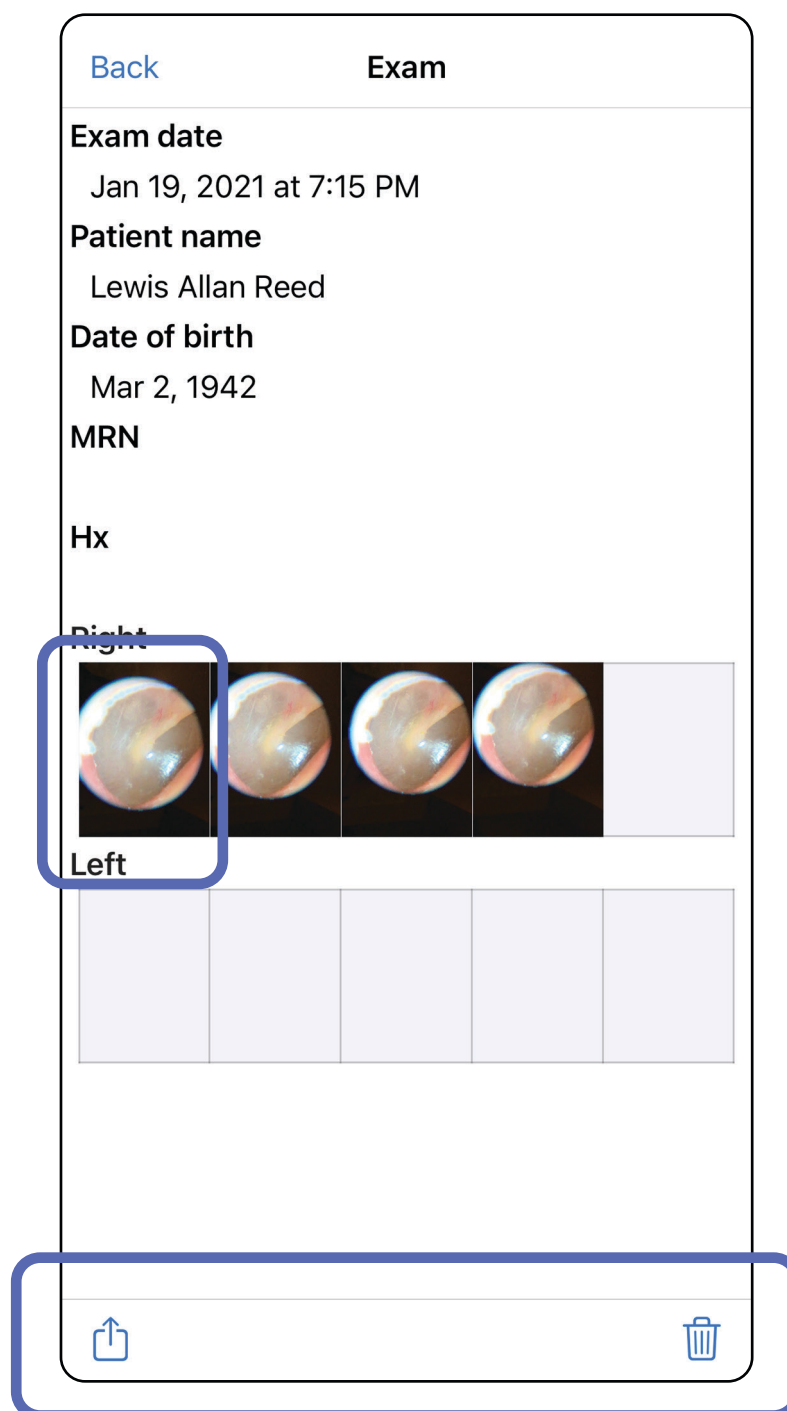 Back
Exam
Exam date
Jan 19, 2021 at 7:15 PM
Patient name
Lewis Allan Reed
Date of birth
Mar 2, 1942
MRN
Hx
Right
Left